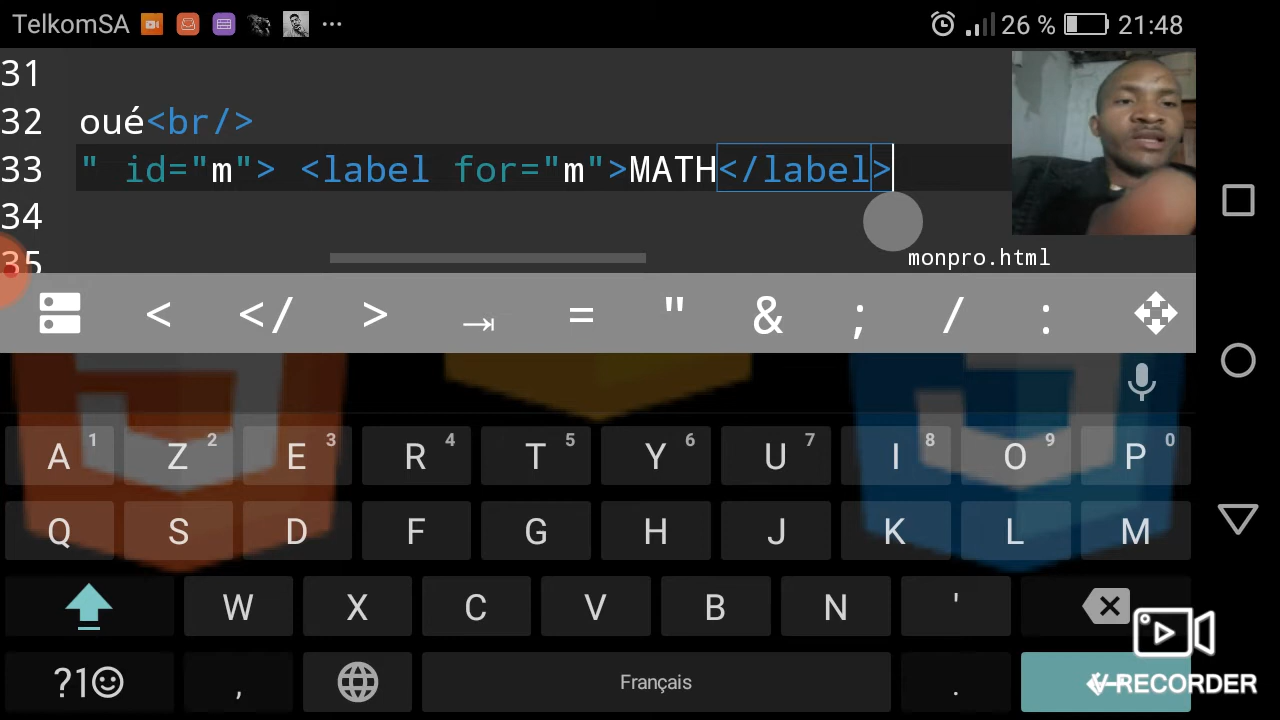 TelkomSA ... 26 % 21:48
31
32 oué<br/>
33 " id="m"> <label for="m">MATH</label>
34
35
monpro.html
< </ > ⇥ = " & ; / :
A 1 Z 2 E 3 R 4 T 5 Y 6 U 7 I 8 O 9 P 0
Q S D F G H J K L M
W X C V B N '
?1☺ , Français .
V-RECORDER